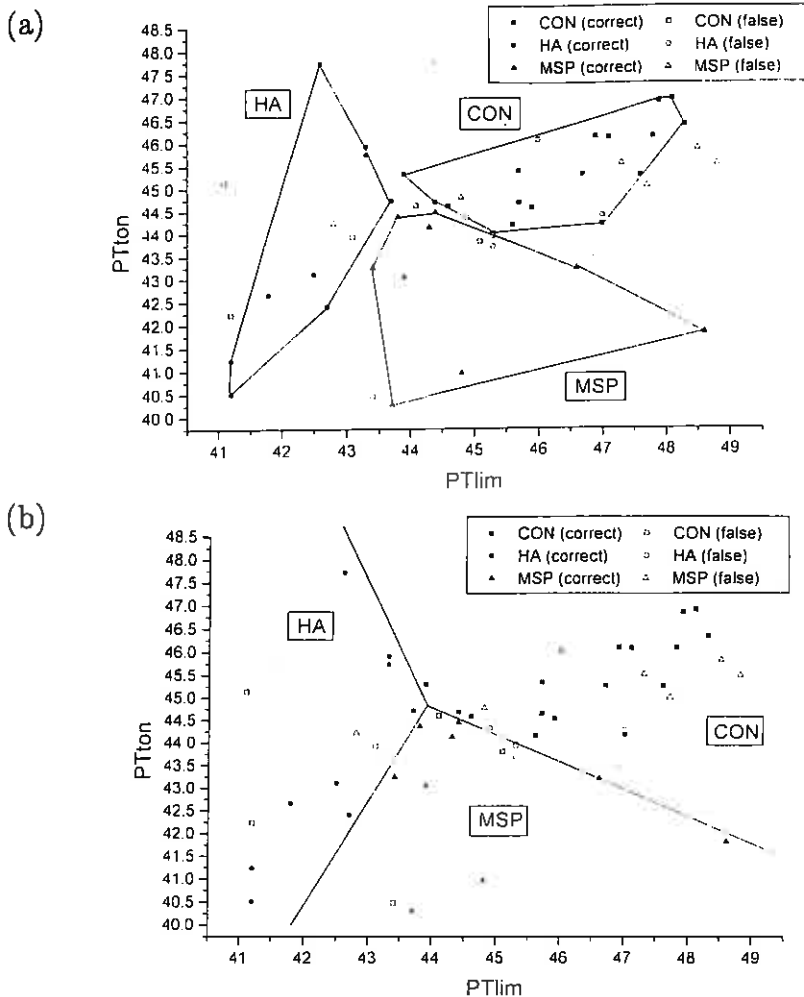 (a)
CON (correct) CON (false)
HA (correct) HA (false)
MSP (correct) MSP (false)
HA
CON
MSP
PTton
48.5
48.0
47.5
47.0
46.5
46.0
45.5
45.0
44.5
44.0
43.5
43.0
42.5
42.0
41.5
41.0
40.5
40.0
41 42 43 44 45 46 47 48 49
PTlim
(b)
CON (correct) CON (false)
HA (correct) HA (false)
MSP (correct) MSP (false)
HA
CON
MSP
PTton
48.5
48.0
47.5
47.0
46.5
46.0
45.5
45.0
44.5
44.0
43.5
43.0
42.5
42.0
41.5
41.0
40.5
40.0
41 42 43 44 45 46 47 48 49
PTlim